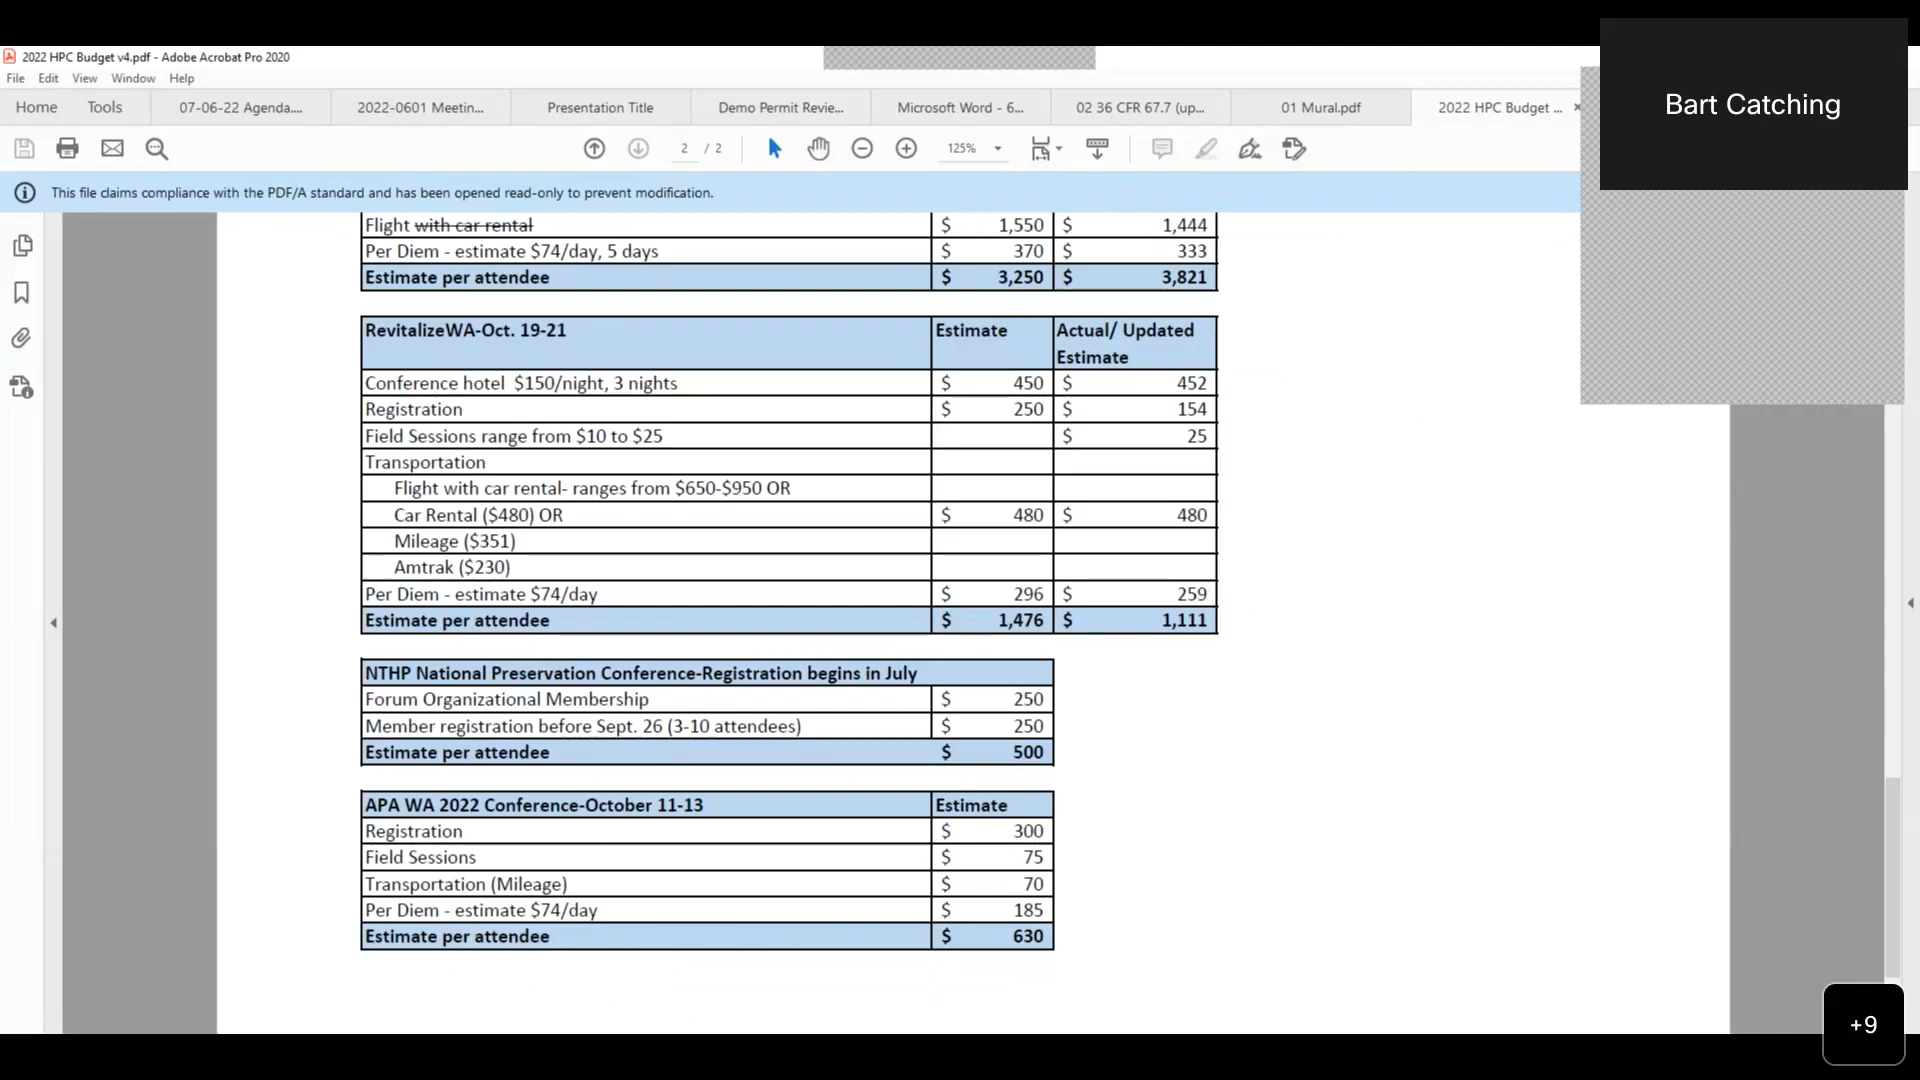 2022 HPC Budget v4.pdf - Adobe Acrobat Pro 2020
File Edit View Window Help
Home Tools 07-06-22 Agenda.... 2022-0601 Meetin... Presentation Title Demo Permit Revie... Microsoft Word - 6... 02 36 CFR 67.7 (up... 01 Mural.pdf 2022 HPC Budget ... ×
Bart Catching
2 / 2 125%
This file claims compliance with the PDF/A standard and has been opened read-only to prevent modification.
Flight with car rental $ 1,550 $ 1,444
Per Diem - estimate $74/day, 5 days $ 370 $ 333
Estimate per attendee $ 3,250 $ 3,821
RevitalizeWA-Oct. 19-21 Estimate Actual/ Updated
Estimate
Conference hotel $150/night, 3 nights $ 450 $ 452
Registration $ 250 $ 154
Field Sessions range from $10 to $25 $ 25
Transportation
Flight with car rental- ranges from $650-$950 OR
Car Rental ($480) OR $ 480 $ 480
Mileage ($351)
Amtrak ($230)
Per Diem - estimate $74/day $ 296 $ 259
Estimate per attendee $ 1,476 $ 1,111
NTHP National Preservation Conference-Registration begins in July
Forum Organizational Membership $ 250
Member registration before Sept. 26 (3-10 attendees) $ 250
Estimate per attendee $ 500
APA WA 2022 Conference-October 11-13 Estimate
Registration $ 300
Field Sessions $ 75
Transportation (Mileage) $ 70
Per Diem - estimate $74/day $ 185
Estimate per attendee $ 630
+9